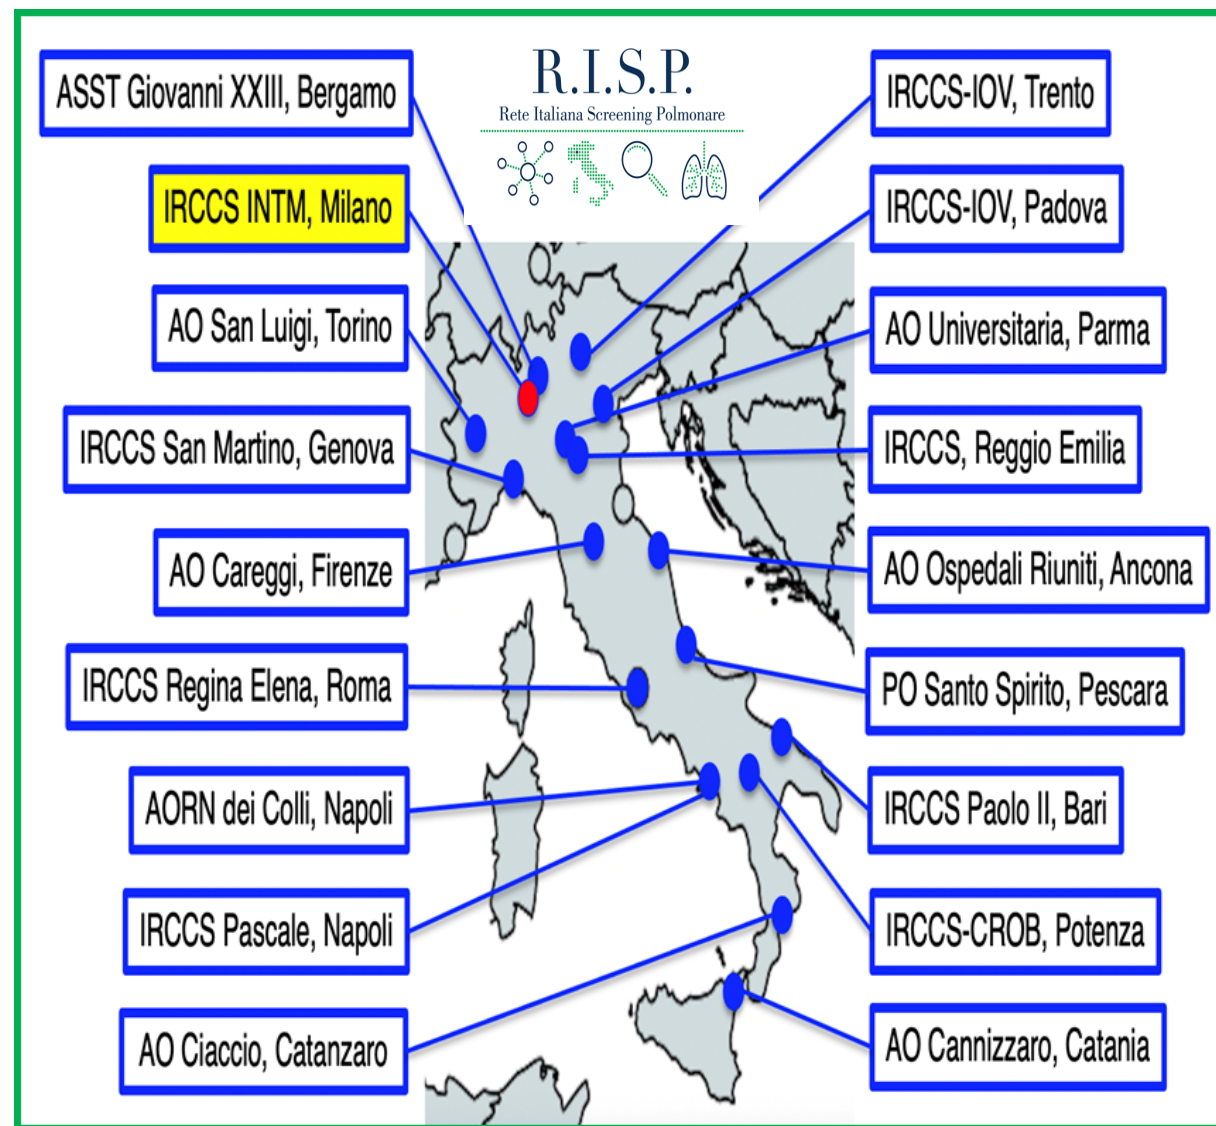 R.I.S.P.
Rete Italiana Screening Polmonare
ASST Giovanni XXIII, Bergamo
IRCCS INTM, Milano
AO San Luigi, Torino
IRCCS San Martino, Genova
AO Careggi, Firenze
IRCCS Regina Elena, Roma
AORN dei Colli, Napoli
IRCCS Pascale, Napoli
AO Ciaccio, Catanzaro
IRCCS-IOV, Trento
IRCCS-IOV, Padova
AO Universitaria, Parma
IRCCS, Reggio Emilia
AO Ospedali Riuniti, Ancona
PO Santo Spirito, Pescara
IRCCS Paolo II, Bari
IRCCS-CROB, Potenza
AO Cannizzaro, Catania